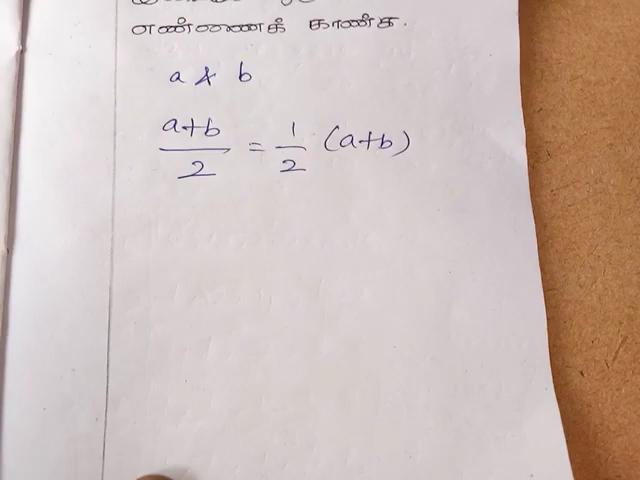 எண்ணைக் காண்க.
a & b
a+b/2 = 1/2 (a+b)